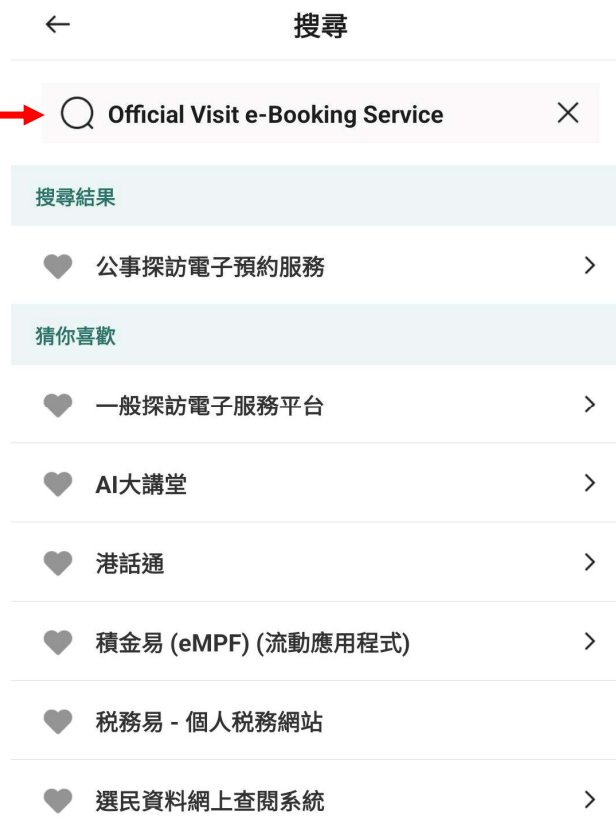 搜尋
Official Visit e-Booking Service
搜尋結果
公事探訪電子預約服務
猜你喜歡
一般探訪電子服務平台
AI大講堂
港話通
積金易 (eMPF) (流動應用程式)
稅務易 - 個人稅務網站
選民資料網上查閱系統